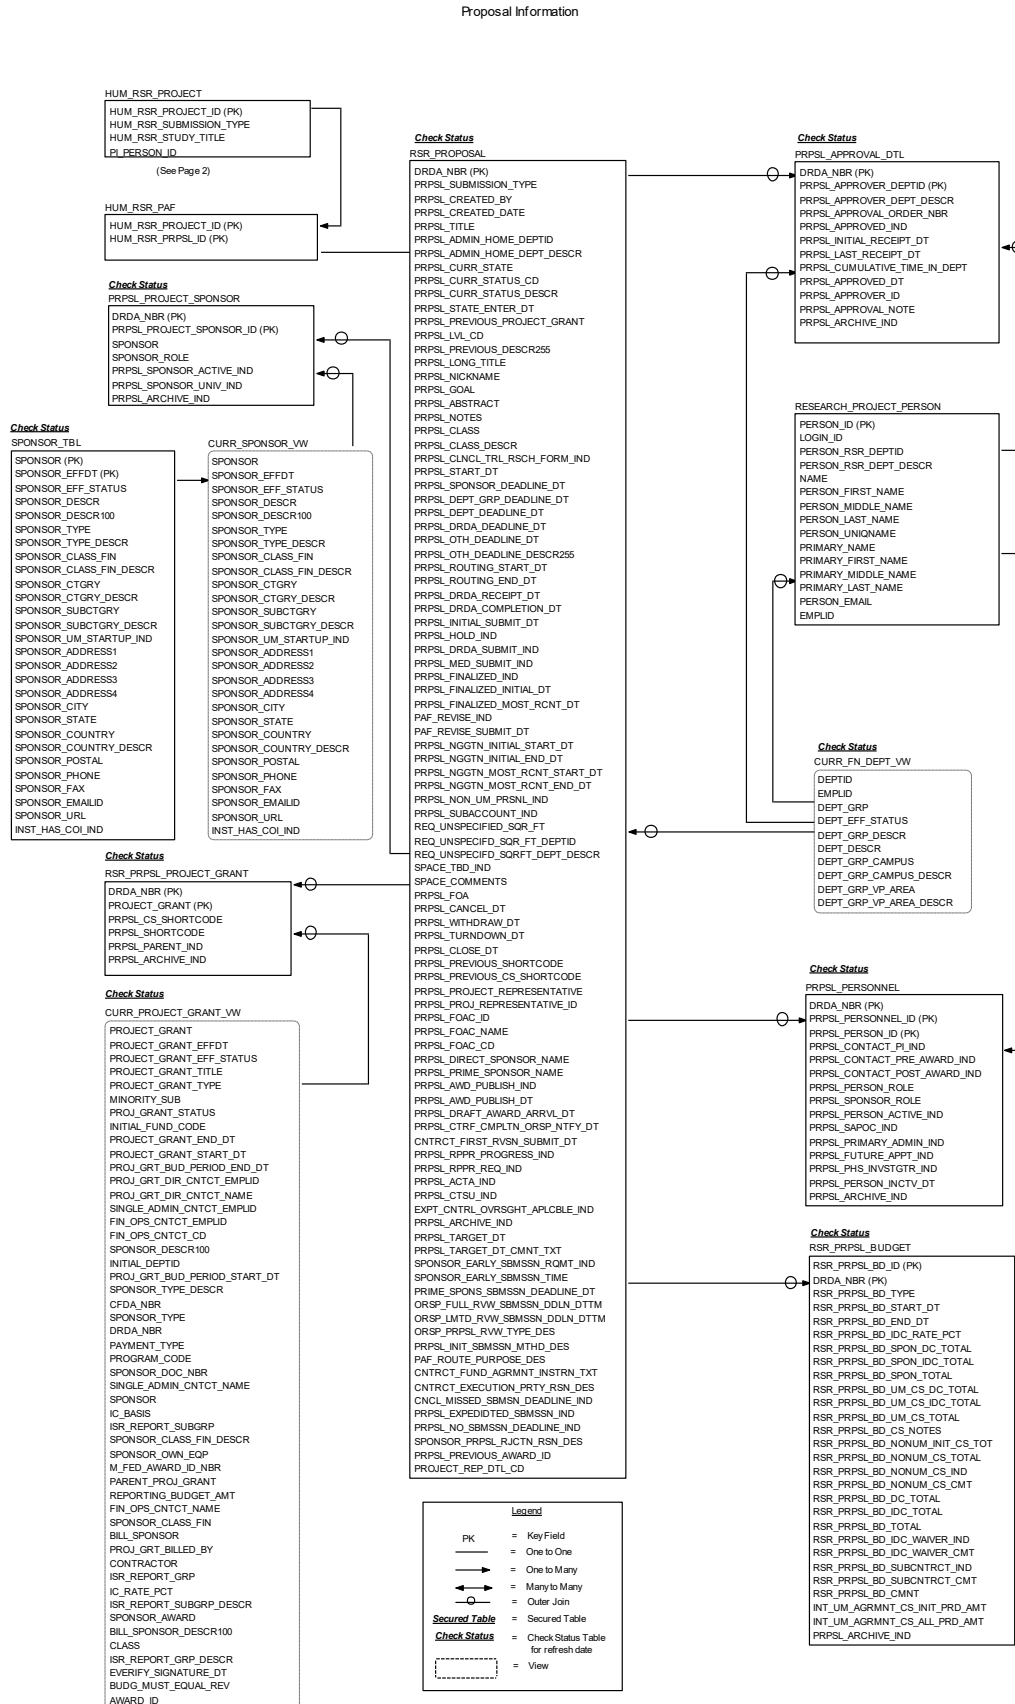 Proposal Information
HUM_RSR_PROJECT
HUM_RSR_PROJECT_ID (PK)
HUM_RSR_SUBMISSION_TYPE
HUM_RSR_STUDY_TITLE
PI_PERSON_ID
(See Page 2)
HUM_RSR_PAF
HUM_RSR_PROJECT_ID (PK)
HUM_RSR_PRPSL_ID (PK)
Check Status
PRPSL_PROJECT_SPONSOR
DRDA_NBR (PK)
PRPSL_PROJECT_SPONSOR_ID (PK)
SPONSOR
SPONSOR_ROLE
PRPSL_SPONSOR_ACTIVE_IND
PRPSL_SPONSOR_UNIV_IND
PRPSL_ARCHIVE_IND
Check Status
SPONSOR_TBL
SPONSOR (PK)
SPONSOR_EFFDT (PK)
SPONSOR_EFF_STATUS
SPONSOR_DESCR
SPONSOR_DESCR100
SPONSOR_TYPE
SPONSOR_TYPE_DESCR
SPONSOR_CLASS_FIN
SPONSOR_CLASS_FIN_DESCR
SPONSOR_CTGRY
SPONSOR_CTGRY_DESCR
SPONSOR_SUBCTGRY
SPONSOR_SUBCTGRY_DESCR
SPONSOR_UM_STARTUP_IND
SPONSOR_ADDRESS1
SPONSOR_ADDRESS2
SPONSOR_ADDRESS3
SPONSOR_ADDRESS4
SPONSOR_CITY
SPONSOR_STATE
SPONSOR_COUNTRY
SPONSOR_COUNTRY_DESCR
SPONSOR_POSTAL
SPONSOR_PHONE
SPONSOR_FAX
SPONSOR_EMAILID
SPONSOR_URL
INST_HAS_COI_IND
CURR_SPONSOR_VW
SPONSOR
SPONSOR_EFFDT
SPONSOR_EFF_STATUS
SPONSOR_DESCR
SPONSOR_DESCR100
SPONSOR_TYPE
SPONSOR_TYPE_DESCR
SPONSOR_CLASS_FIN
SPONSOR_CLASS_FIN_DESCR
SPONSOR_CTGRY
SPONSOR_CTGRY_DESCR
SPONSOR_SUBCTGRY
SPONSOR_SUBCTGRY_DESCR
SPONSOR_UM_STARTUP_IND
SPONSOR_ADDRESS1
SPONSOR_ADDRESS2
SPONSOR_ADDRESS3
SPONSOR_ADDRESS4
SPONSOR_CITY
SPONSOR_STATE
SPONSOR_COUNTRY
SPONSOR_COUNTRY_DESCR
SPONSOR_POSTAL
SPONSOR_PHONE
SPONSOR_FAX
SPONSOR_EMAILID
SPONSOR_URL
INST_HAS_COI_IND
Check Status
RSR_PRPSL_PROJECT_GRANT
DRDA_NBR (PK)
PROJECT_GRANT (PK)
PRPSL_CS_SHORTCODE
PRPSL_SHORTCODE
PRPSL_PARENT_IND
PRPSL_ARCHIVE_IND
Check Status
CURR_PROJECT_GRANT_VW
PROJECT_GRANT
PROJECT_GRANT_EFFDT
PROJECT_GRANT_EFF_STATUS
PROJECT_GRANT_TITLE
PROJECT_GRANT_TYPE
MINORITY_SUB
PROJ_GRANT_STATUS
INITIAL_FUND_CODE
PROJECT_GRANT_END_DT
PROJECT_GRANT_START_DT
PROJ_GRT_BUD_PERIOD_END_DT
PROJ_GRT_DIR_CNTCT_EMPLID
PROJ_GRT_DIR_CNTCT_NAME
SINGLE_ADMIN_CNTCT_EMPLID
FIN_OPS_CNTCT_EMPLID
FIN_OPS_CNTCT_CD
SPONSOR_DESCR100
INITIAL_DEPTID
PROJ_GRT_BUD_PERIOD_START_DT
SPONSOR_TYPE_DESCR
CFDA_NBR
SPONSOR_TYPE
DRDA_NBR
PAYMENT_TYPE
PROGRAM_CODE
SPONSOR_DOC_NBR
SINGLE_ADMIN_CNTCT_NAME
SPONSOR
IC_BASIS
ISR_REPORT_SUBGRP
SPONSOR_CLASS_FIN_DESCR
SPONSOR_OWN_EQP
M_FED_AWARD_ID_NBR
PARENT_PROJ_GRANT
REPORTING_BUDGET_AMT
FIN_OPS_CNTCT_NAME
SPONSOR_CLASS_FIN
BILL_SPONSOR
PROJ_GRT_BILLED_BY
CONTRACTOR
ISR_REPORT_GRP
IC_RATE_PCT
ISR_REPORT_SUBGRP_DESCR
SPONSOR_AWARD
BILL_SPONSOR_DESCR100
CLASS
ISR_REPORT_GRP_DESCR
EVERIFY_SIGNATURE_DT
BUDG_MUST_EQUAL_REV
AWARD_ID
Check Status
RSR_PROPOSAL
DRDA_NBR (PK)
PRPSL_SUBMISSION_TYPE
PRPSL_CREATED_BY
PRPSL_CREATED_DATE
PRPSL_TITLE
PRPSL_ADMIN_HOME_DEPTID
PRPSL_ADMIN_HOME_DEPT_DESCR
PRPSL_CURR_STATE
PRPSL_CURR_STATUS_CD
PRPSL_CURR_STATUS_DESCR
PRPSL_STATE_ENTER_DT
PRPSL_PREVIOUS_PROJECT_GRANT
PRPSL_LVL_CD
PRPSL_PREVIOUS_DESCR255
PRPSL_LONG_TITLE
PRPSL_NICKNAME
PRPSL_GOAL
PRPSL_ABSTRACT
PRPSL_NOTES
PRPSL_CLASS
PRPSL_CLASS_DESCR
PRPSL_CLNCL_TRL_RSCH_FORM_IND
PRPSL_START_DT
PRPSL_SPONSOR_DEADLINE_DT
PRPSL_DEPT_GRP_DEADLINE_DT
PRPSL_DEPT_DEADLINE_DT
PRPSL_DRDA_DEADLINE_DT
PRPSL_OTH_DEADLINE_DT
PRPSL_OTH_DEADLINE_DESCR255
PRPSL_ROUTING_START_DT
PRPSL_ROUTING_END_DT
PRPSL_DRDA_RECEIPT_DT
PRPSL_DRDA_COMPLETION_DT
PRPSL_INITIAL_SUBMIT_DT
PRPSL_HOLD_IND
PRPSL_DRDA_SUBMIT_IND
PRPSL_MED_SUBMIT_IND
PRPSL_FINALIZED_IND
PRPSL_FINALIZED_INITIAL_DT
PRPSL_FINALIZED_MOST_RCNT_DT
PAF_REVISE_IND
PAF_REVISE_SUBMIT_DT
PRPSL_NGGTN_INITIAL_START_DT
PRPSL_NGGTN_INITIAL_END_DT
PRPSL_NGGTN_MOST_RCNT_START_DT
PRPSL_NGGTN_MOST_RCNT_END_DT
PRPSL_NON_UM_PRSNL_IND
PRPSL_SUBACCOUNT_IND
REQ_UNSPECIFIED_SQR_FT
REQ_UNSPECIFD_SQR_FT_DEPTID
REQ_UNSPECIFD_SQRFT_DEPT_DESCR
SPACE_TBD_IND
SPACE_COMMENTS
PRPSL_FOA
PRPSL_CANCEL_DT
PRPSL_WITHDRAW_DT
PRPSL_TURNDOWN_DT
PRPSL_CLOSE_DT
PRPSL_PREVIOUS_SHORTCODE
PRPSL_PREVIOUS_CS_SHORTCODE
PRPSL_PROJECT_REPRESENTATIVE
PRPSL_PROJ_REPRESENTATIVE_ID
PRPSL_FOAC_ID
PRPSL_FOAC_NAME
PRPSL_FOAC_CD
PRPSL_DIRECT_SPONSOR_NAME
PRPSL_PRIME_SPONSOR_NAME
PRPSL_AWD_PUBLISH_IND
PRPSL_AWD_PUBLISH_DT
PRPSL_DRAFT_AWARD_ARRVL_DT
PRPSL_CTRF_CMPLTN_ORSP_NTFY_DT
CNTRCT_FIRST_RVSN_SUBMIT_DT
PRPSL_RPPR_PROGRESS_IND
PRPSL_RPPR_REQ_IND
PRPSL_ACTA_IND
PRPSL_CTSU_IND
EXPT_CNTRL_OVRSGHT_APLCBLE_IND
PRPSL_ARCHIVE_IND
PRPSL_TARGET_DT
PRPSL_TARGET_DT_CMNT_TXT
SPONSOR_EARLY_SBMSSN_RQMT_IND
SPONSOR_EARLY_SBMSSN_TIME
PRIME_SPONS_SBMSSN_DEADLINE_DT
ORSP_FULL_RVW_SBMSSN_DDLN_DTTM
ORSP_LMTD_RVW_SBMSSN_DDLN_DTTM
ORSP_PRPSL_RVW_TYPE_DES
PRPSL_INIT_SBMSSN_MTHD_DES
PAF_ROUTE_PURPOSE_DES
CNTRCT_FUND_AGRMNT_INSTRN_TXT
CNTRCT_EXECUTION_PRTY_RSN_DES
CNCL_MISSED_SBMSN_DEADLINE_IND
PRPSL_EXPEDIDTED_SBMSSN_IND
PRPSL_NO_SBMSSN_DEADLINE_IND
SPONSOR_PRPSL_RJCTN_RSN_DES
PRPSL_PREVIOUS_AWARD_ID
PROJECT_REP_DTL_CD
Legend
PK = Key Field
= One to One
= One to Many
= Many to Many
= Outer Join
Secured Table = Secured Table
Check Status = Check Status Table
for refresh date
= View
Check Status
PRPSL_APPROVAL_DTL
DRDA_NBR (PK)
PRPSL_APPROVER_DEPTID (PK)
PRPSL_APPROVER_DEPT_DESCR
PRPSL_APPROVAL_ORDER_NBR
PRPSL_APPROVED_IND
PRPSL_INITIAL_RECEIPT_DT
PRPSL_LAST_RECEIPT_DT
PRPSL_CUMULATIVE_TIME_IN_DEPT
PRPSL_APPROVED_DT
PRPSL_APPROVER_ID
PRPSL_APPROVAL_NOTE
PRPSL_ARCHIVE_IND
RESEARCH_PROJECT_PERSON
PERSON_ID (PK)
LOGIN_ID
PERSON_RSR_DEPTID
PERSON_RSR_DEPT_DESCR
NAME
PERSON_FIRST_NAME
PERSON_MIDDLE_NAME
PERSON_LAST_NAME
PERSON_UNIQNAME
PRIMARY_NAME
PRIMARY_FIRST_NAME
PRIMARY_MIDDLE_NAME
PRIMARY_LAST_NAME
PERSON_EMAIL
EMPLID
Check Status
CURR_FN_DEPT_VW
DEPTID
EMPLID
DEPT_GRP
DEPT_EFF_STATUS
DEPT_GRP_DESCR
DEPT_DESCR
DEPT_GRP_CAMPUS
DEPT_GRP_CAMPUS_DESCR
DEPT_GRP_VP_AREA
DEPT_GRP_VP_AREA_DESCR
Check Status
PRPSL_PERSONNEL
DRDA_NBR (PK)
PRPSL_PERSONNEL_ID (PK)
PRPSL_PERSON_ID (PK)
PRPSL_CONTACT_PI_IND
PRPSL_CONTACT_PRE_AWARD_IND
PRPSL_CONTACT_POST_AWARD_IND
PRPSL_PERSON_ROLE
PRPSL_SPONSOR_ROLE
PRPSL_PERSON_ACTIVE_IND
PRPSL_SAPOC_IND
PRPSL_PRIMARY_ADMIN_IND
PRPSL_FUTURE_APPT_IND
PRPSL_PHS_INVSTGTR_IND
PRPSL_PERSON_INCTV_DT
PRPSL_ARCHIVE_IND
Check Status
RSR_PRPSL_BUDGET
RSR_PRPSL_BD_ID (PK)
DRDA_NBR (PK)
RSR_PRPSL_BD_TYPE
RSR_PRPSL_BD_START_DT
RSR_PRPSL_BD_END_DT
RSR_PRPSL_BD_IDC_RATE_PCT
RSR_PRPSL_BD_SPON_DC_TOTAL
RSR_PRPSL_BD_SPON_IDC_TOTAL
RSR_PRPSL_BD_SPON_TOTAL
RSR_PRPSL_BD_UM_CS_DC_TOTAL
RSR_PRPSL_BD_UM_CS_IDC_TOTAL
RSR_PRPSL_BD_UM_CS_TOTAL
RSR_PRPSL_BD_CS_NOTES
RSR_PRPSL_BD_NONUM_INIT_CS_TOT
RSR_PRPSL_BD_NONUM_CS_TOTAL
RSR_PRPSL_BD_NONUM_CS_IND
RSR_PRPSL_BD_NONUM_CS_CMT
RSR_PRPSL_BD_DC_TOTAL
RSR_PRPSL_BD_IDC_TOTAL
RSR_PRPSL_BD_TOTAL
RSR_PRPSL_BD_IDC_WAIVER_IND
RSR_PRPSL_BD_IDC_WAIVER_CMT
RSR_PRPSL_BD_SUBCNTRCT_IND
RSR_PRPSL_BD_SUBCNTRCT_CMT
RSR_PRPSL_BD_CMNT
INT_UM_AGRMNT_CS_INIT_PRD_AMT
INT_UM_AGRMNT_CS_ALL_PRD_AMT
PRPSL_ARCHIVE_IND